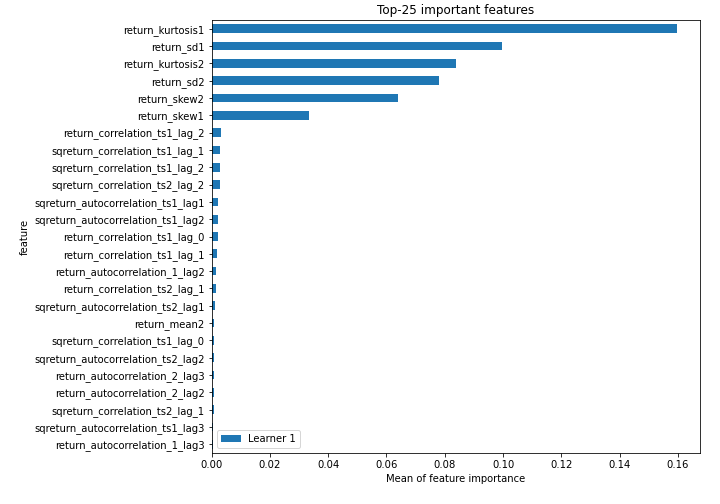 Top-25 important features
return_kurtosis1
return_sd1
return_kurtosis2
return_sd2
return_skew2
return_skew1
return_correlation_ts1_lag_2
sqreturn_correlation_ts1_lag_1
sqreturn_correlation_ts1_lag_2
sqreturn_correlation_ts2_lag_2
sqreturn_autocorrelation_ts1_lag1
sqreturn_autocorrelation_ts1_lag2
return_correlation_ts1_lag_0
return_correlation_ts1_lag_1
return_autocorrelation_1_lag2
return_correlation_ts2_lag_1
sqreturn_autocorrelation_ts2_lag1
return_mean2
sqreturn_correlation_ts1_lag_0
sqreturn_autocorrelation_ts2_lag2
return_autocorrelation_2_lag3
return_autocorrelation_2_lag2
sqreturn_correlation_ts2_lag_1
sqreturn_autocorrelation_ts1_lag3
return_autocorrelation_1_lag3
feature
Learner 1
0.00 0.02 0.04 0.06 0.08 0.10 0.12 0.14 0.16
Mean of feature importance